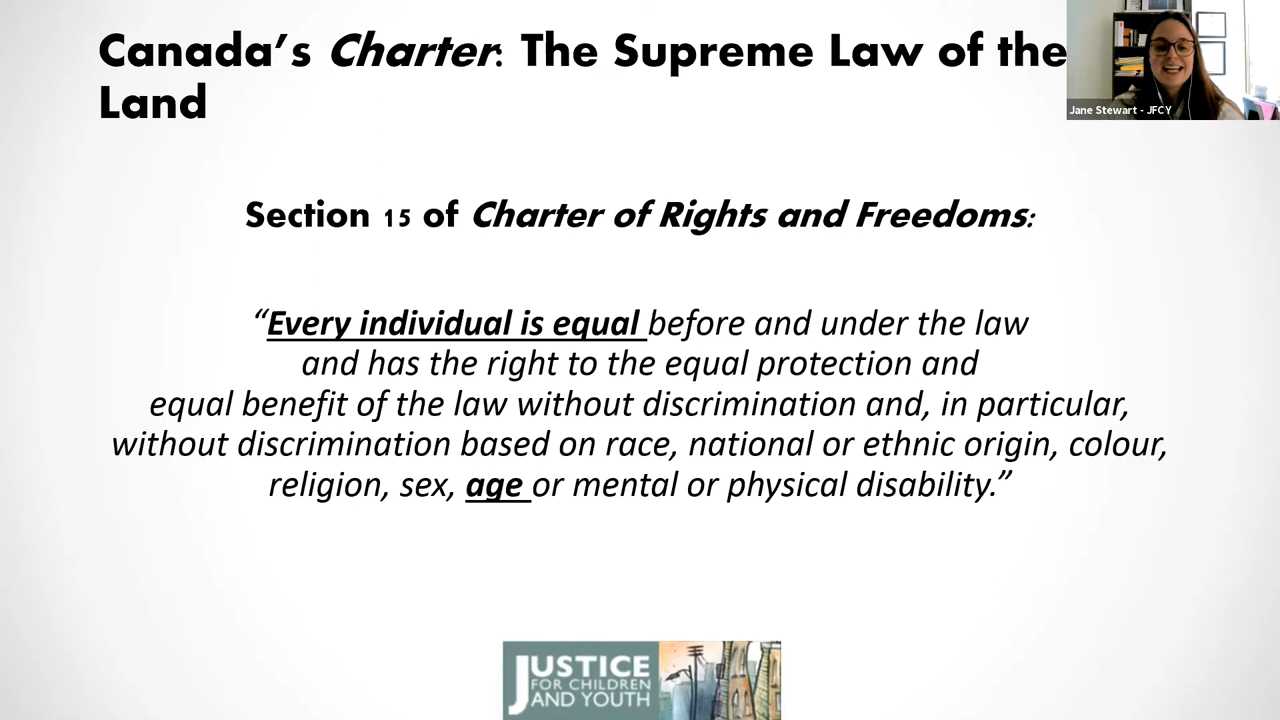 Canada’s Charter: The Supreme Law of the
Land
Jane Stewart - JFCY
Section 15 of Charter of Rights and Freedoms:
“Every individual is equal before and under the law
and has the right to the equal protection and
equal benefit of the law without discrimination and, in particular,
without discrimination based on race, national or ethnic origin, colour,
religion, sex, age or mental or physical disability.”
JUSTICE
FOR CHILDREN
AND YOUTH